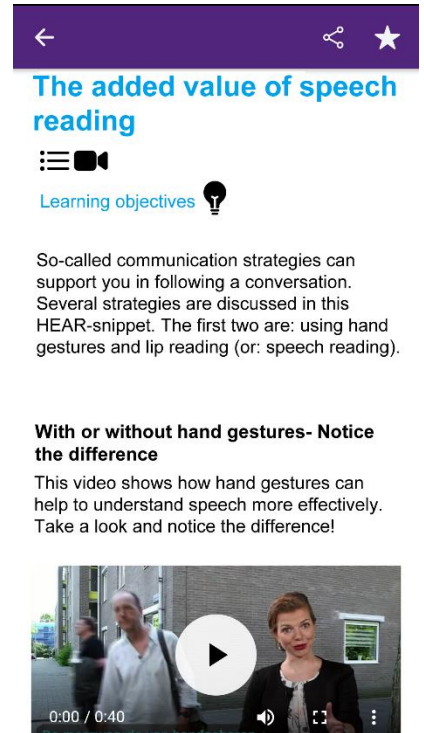 The added value of speech
reading
Learning objectives
So-called communication strategies can
support you in following a conversation.
Several strategies are discussed in this
HEAR-snippet. The first two are: using hand
gestures and lip reading (or: speech reading).
With or without hand gestures- Notice
the difference
This video shows how hand gestures can
help to understand speech more effectively.
Take a look and notice the difference!
0:00 / 0:40